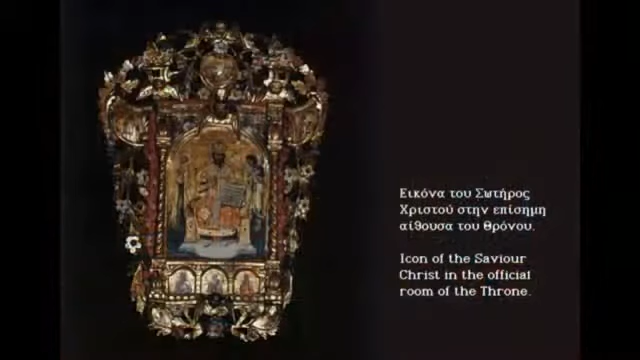 Εικόνα του Σωτήρος
Χριστού στην επίσημη
αίθουσα του Θρόνου.
Icon of the Saviour
Christ in the official
room of the Throne.